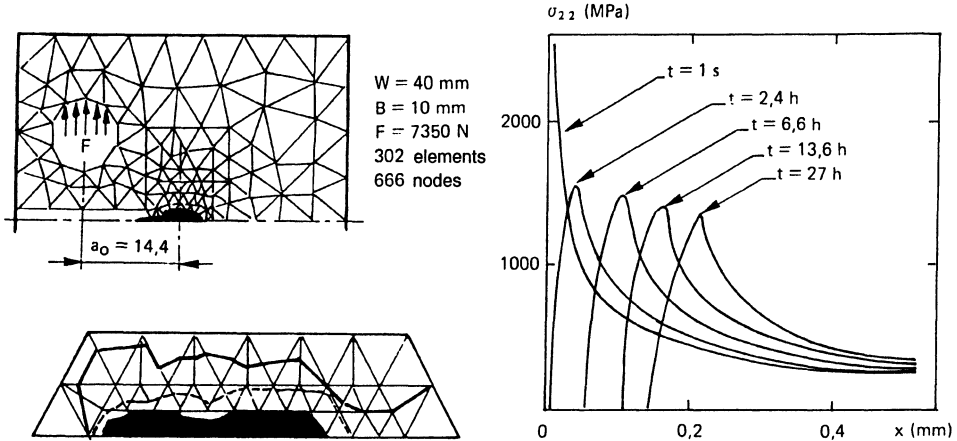 W = 40 mm
B = 10 mm
F = 7350 N
302 elements
666 nodes
F
a₀ = 14,4
σ₂₂ (MPa)
2000
1000
0
t = 1 s
t = 2,4 h
t = 6,6 h
t = 13,6 h
t = 27 h
0 0,2 0,4 x (mm)